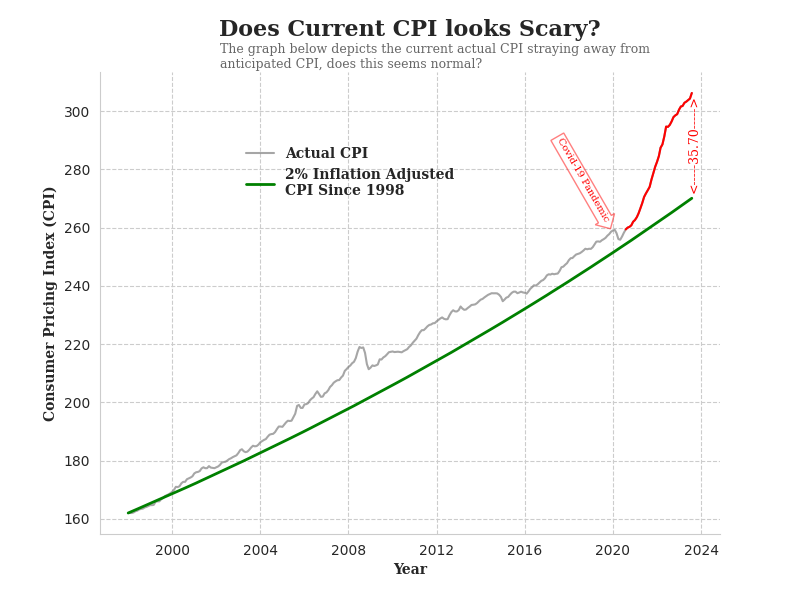 Does Current CPI looks Scary?
The graph below depicts the current actual CPI straying away from
anticipated CPI, does this seems normal?
Consumer Pricing Index (CPI)
300
280
260
240
220
200
180
160
Actual CPI
2% Inflation Adjusted
CPI Since 1998
Covid-19 Pandemic
<----35.70---->
2000
2004
2008
2012
2016
2020
2024
Year